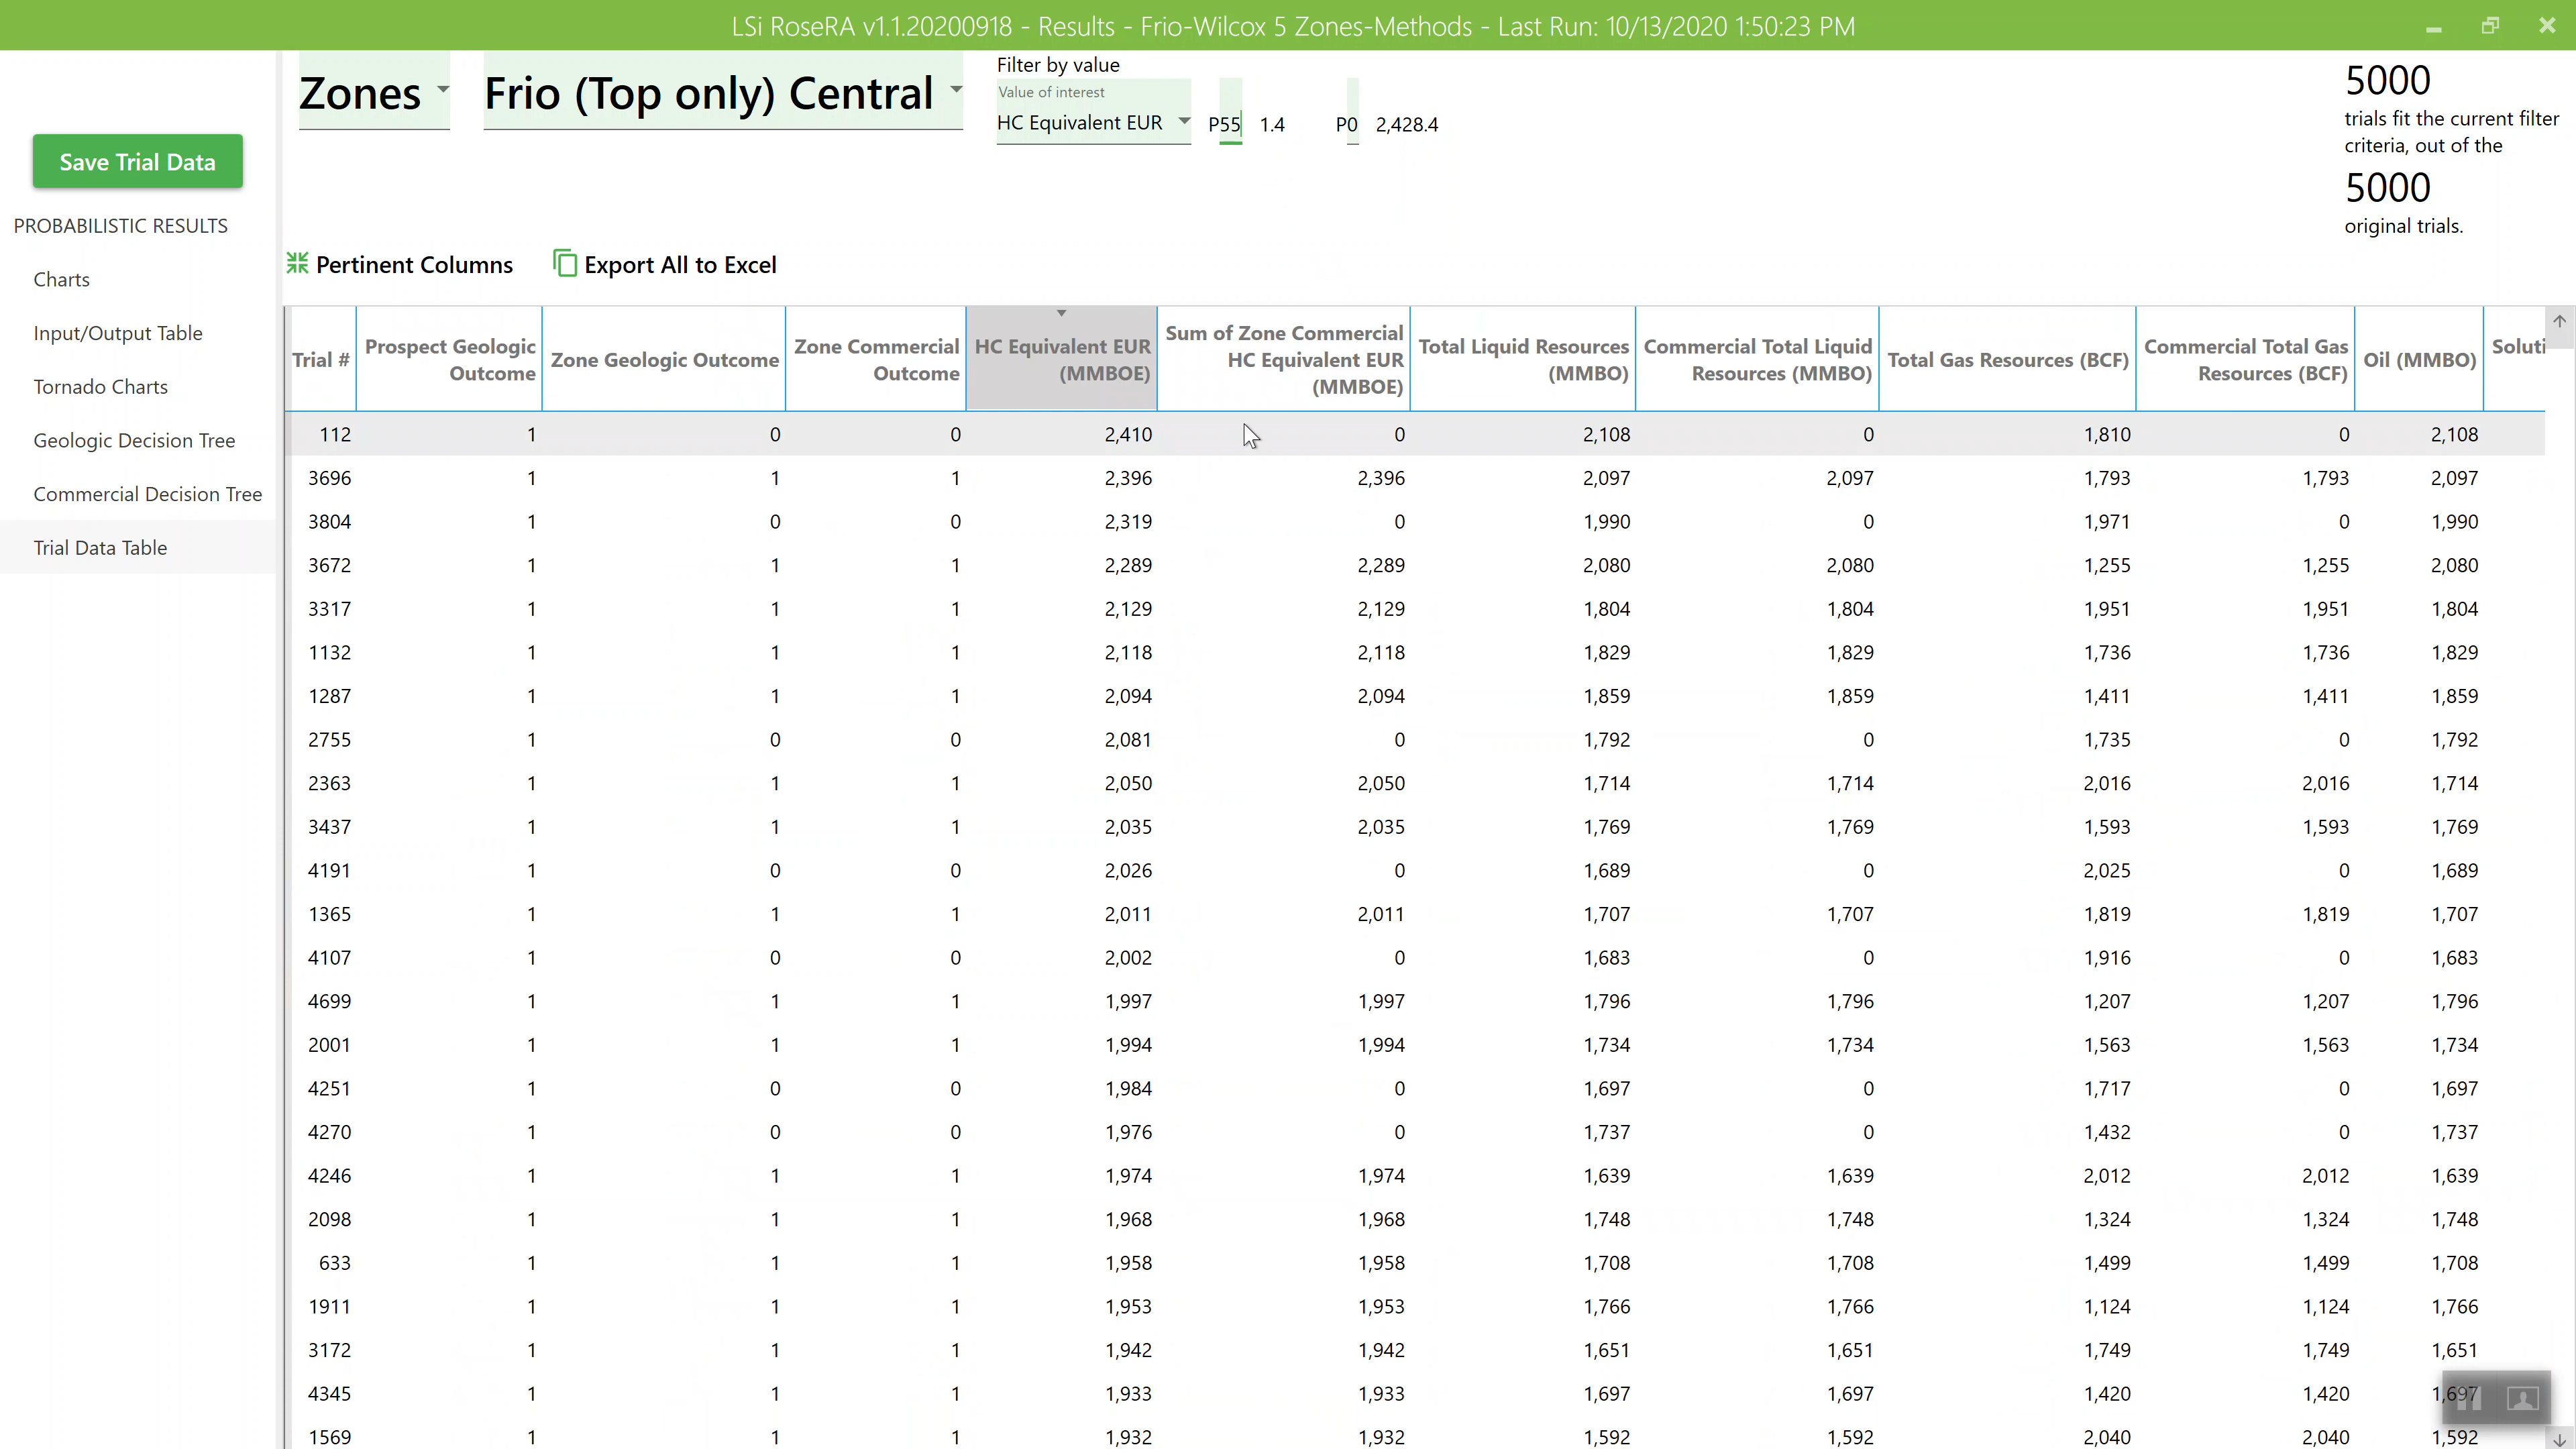 LSi RoseRA v1.1.20200918 - Results - Frio-Wilcox 5 Zones-Methods - Last Run: 10/13/2020 1:50:23 PM
Zones
Frio (Top only) Central
Filter by value
Value of interest
HC Equivalent EUR
P55 1.4
P0 2,428.4
5000
trials fit the current filter
criteria, out of the
5000
original trials.
Save Trial Data
PROBABILISTIC RESULTS
Charts
Input/Output Table
Tornado Charts
Geologic Decision Tree
Commercial Decision Tree
Trial Data Table
Pertinent Columns
Export All to Excel
Trial # Prospect Geologic Outcome Zone Geologic Outcome Zone Commercial Outcome HC Equivalent EUR (MMBOE) Sum of Zone Commercial HC Equivalent EUR (MMBOE) Total Liquid Resources (MMBO) Commercial Total Liquid Resources (MMBO) Total Gas Resources (BCF) Commercial Total Gas Resources (BCF) Oil (MMBO) Soluti
112 1 0 0 2,410 0 2,108 0 1,810 0 2,108
3696 1 1 1 2,396 2,396 2,097 2,097 1,793 1,793 2,097
3804 1 0 0 2,319 0 1,990 0 1,971 0 1,990
3672 1 1 1 2,289 2,289 2,080 2,080 1,255 1,255 2,080
3317 1 1 1 2,129 2,129 1,804 1,804 1,951 1,951 1,804
1132 1 1 1 2,118 2,118 1,829 1,829 1,736 1,736 1,829
1287 1 1 1 2,094 2,094 1,859 1,859 1,411 1,411 1,859
2755 1 0 0 2,081 0 1,792 0 1,735 0 1,792
2363 1 1 1 2,050 2,050 1,714 1,714 2,016 2,016 1,714
3437 1 1 1 2,035 2,035 1,769 1,769 1,593 1,593 1,769
4191 1 0 0 2,026 0 1,689 0 2,025 0 1,689
1365 1 1 1 2,011 2,011 1,707 1,707 1,819 1,819 1,707
4107 1 0 0 2,002 0 1,683 0 1,916 0 1,683
4699 1 1 1 1,997 1,997 1,796 1,796 1,207 1,207 1,796
2001 1 1 1 1,994 1,994 1,734 1,734 1,563 1,563 1,734
4251 1 0 0 1,984 0 1,697 0 1,717 0 1,697
4270 1 0 0 1,976 0 1,737 0 1,432 0 1,737
4246 1 1 1 1,974 1,974 1,639 1,639 2,012 2,012 1,639
2098 1 1 1 1,968 1,968 1,748 1,748 1,324 1,324 1,748
633 1 1 1 1,958 1,958 1,708 1,708 1,499 1,499 1,708
1911 1 1 1 1,953 1,953 1,766 1,766 1,124 1,124 1,766
3172 1 1 1 1,942 1,942 1,651 1,651 1,749 1,749 1,651
4345 1 1 1 1,933 1,933 1,697 1,697 1,420 1,420 1,697
1569 1 1 1 1,932 1,932 1,592 1,592 2,040 2,040 1,592